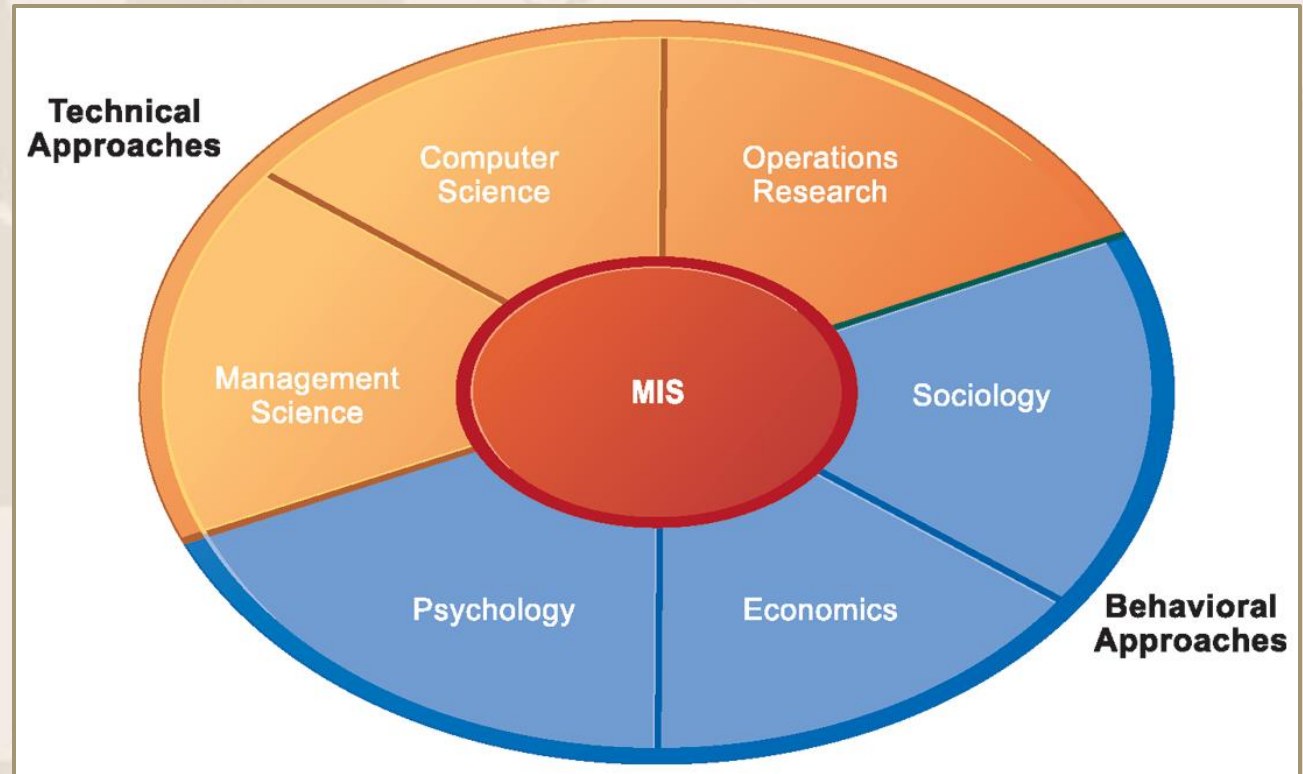 Technical
Approaches
Computer
Science
Operations
Research
Management
Science
MIS
Sociology
Psychology
Economics
Behavioral
Approaches